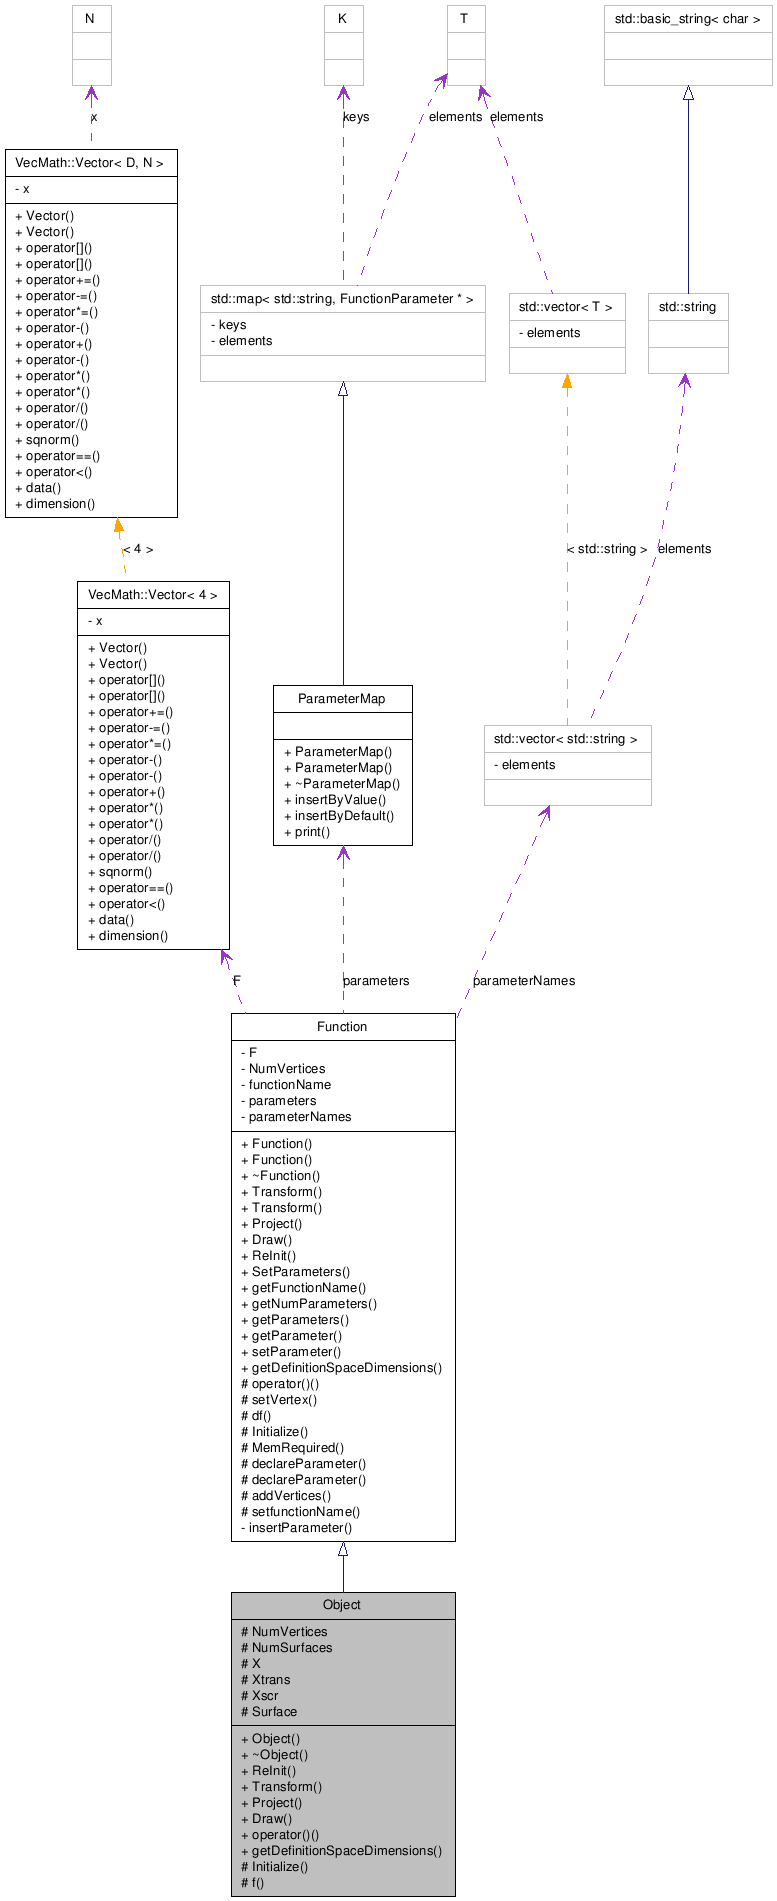 N
K
T
std::basic_string< char >
x
keys
elements
elements
VecMath::Vector< D, N >
- x
+ Vector()
+ Vector()
+ operator[]()
+ operator[]()
+ operator+=()
+ operator-=()
+ operator*=()
+ operator-()
+ operator+()
+ operator-()
+ operator*()
+ operator*()
+ operator/()
+ operator/()
+ sqnorm()
+ operator==()
+ operator<()
+ data()
+ dimension()
std::map< std::string, FunctionParameter * >
- keys
- elements
std::vector< T >
- elements
std::string
< 4 >
< std::string >
elements
VecMath::Vector< 4 >
- x
+ Vector()
+ Vector()
+ operator[]()
+ operator[]()
+ operator+=()
+ operator-=()
+ operator*=()
+ operator-()
+ operator-()
+ operator+()
+ operator*()
+ operator*()
+ operator/()
+ operator/()
+ sqnorm()
+ operator==()
+ operator<()
+ data()
+ dimension()
ParameterMap
+ ParameterMap()
+ ParameterMap()
+ ~ParameterMap()
+ insertByValue()
+ insertByDefault()
+ print()
std::vector< std::string >
- elements
F
parameters
parameterNames
Function
- F
- NumVertices
- functionName
- parameters
- parameterNames
+ Function()
+ Function()
+ ~Function()
+ Transform()
+ Transform()
+ Project()
+ Draw()
+ ReInit()
+ SetParameters()
+ getFunctionName()
+ getNumParameters()
+ getParameters()
+ getParameter()
+ setParameter()
+ getDefinitionSpaceDimensions()
# operator()()
# setVertex()
# df()
# Initialize()
# MemRequired()
# declareParameter()
# declareParameter()
# addVertices()
# setfunctionName()
- insertParameter()
Object
# NumVertices
# NumSurfaces
# X
# Xtrans
# Xscr
# Surface
+ Object()
+ ~Object()
+ ReInit()
+ Transform()
+ Project()
+ Draw()
+ operator()()
+ getDefinitionSpaceDimensions()
# Initialize()
# f()